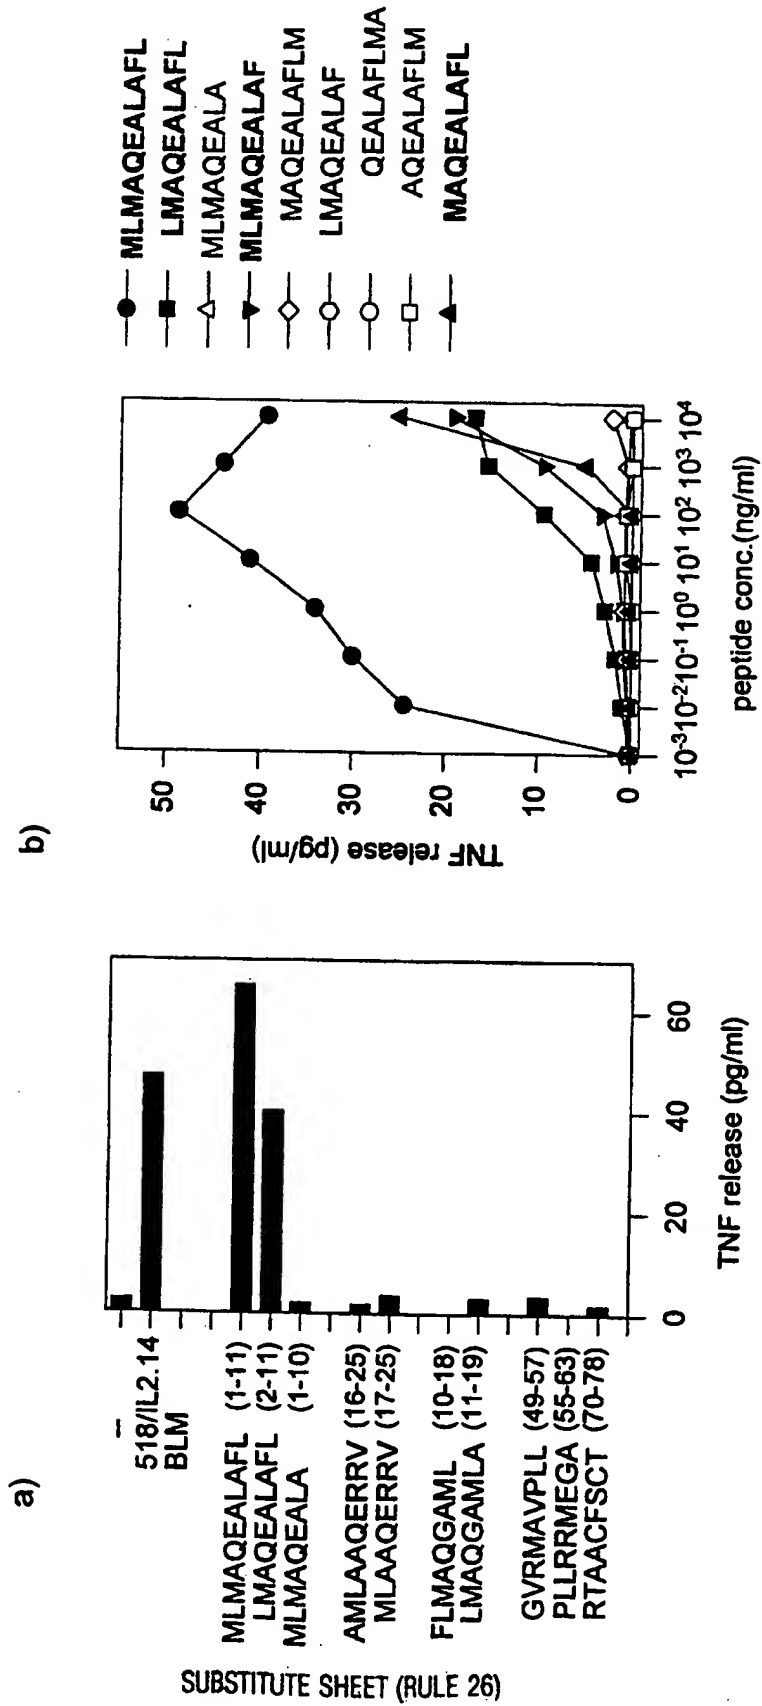 a)
--
518/IL2.14
BLM
MLMAQEALAFL (1-11)
LMAQEALAFL (2-11)
MLMAQEALA (1-10)
AMLAAQERRV (16-25)
MLAAQERRV (17-25)
FLMAQGAML (10-18)
LMAQGAMLA (11-19)
GVRMAVPLL (49-57)
PLLRRMEGA (55-63)
RTAACFSCT (70-78)
0 20 40 60
TNF release (pg/ml)
b)
TNF release (pg/ml)
50
40
30
20
10
0
10-3 10-2 10-1 100 101 102 103 104
peptide conc.(ng/ml)
MLMAQEALAFL
LMAQEALAFL
MLMAQEALA
MLMAQEALAF
MAQEALAFLM
LMAQEALAF
QEALAFLMA
AQEALAFLM
MAQEALAFL
SUBSTITUTE SHEET (RULE 26)